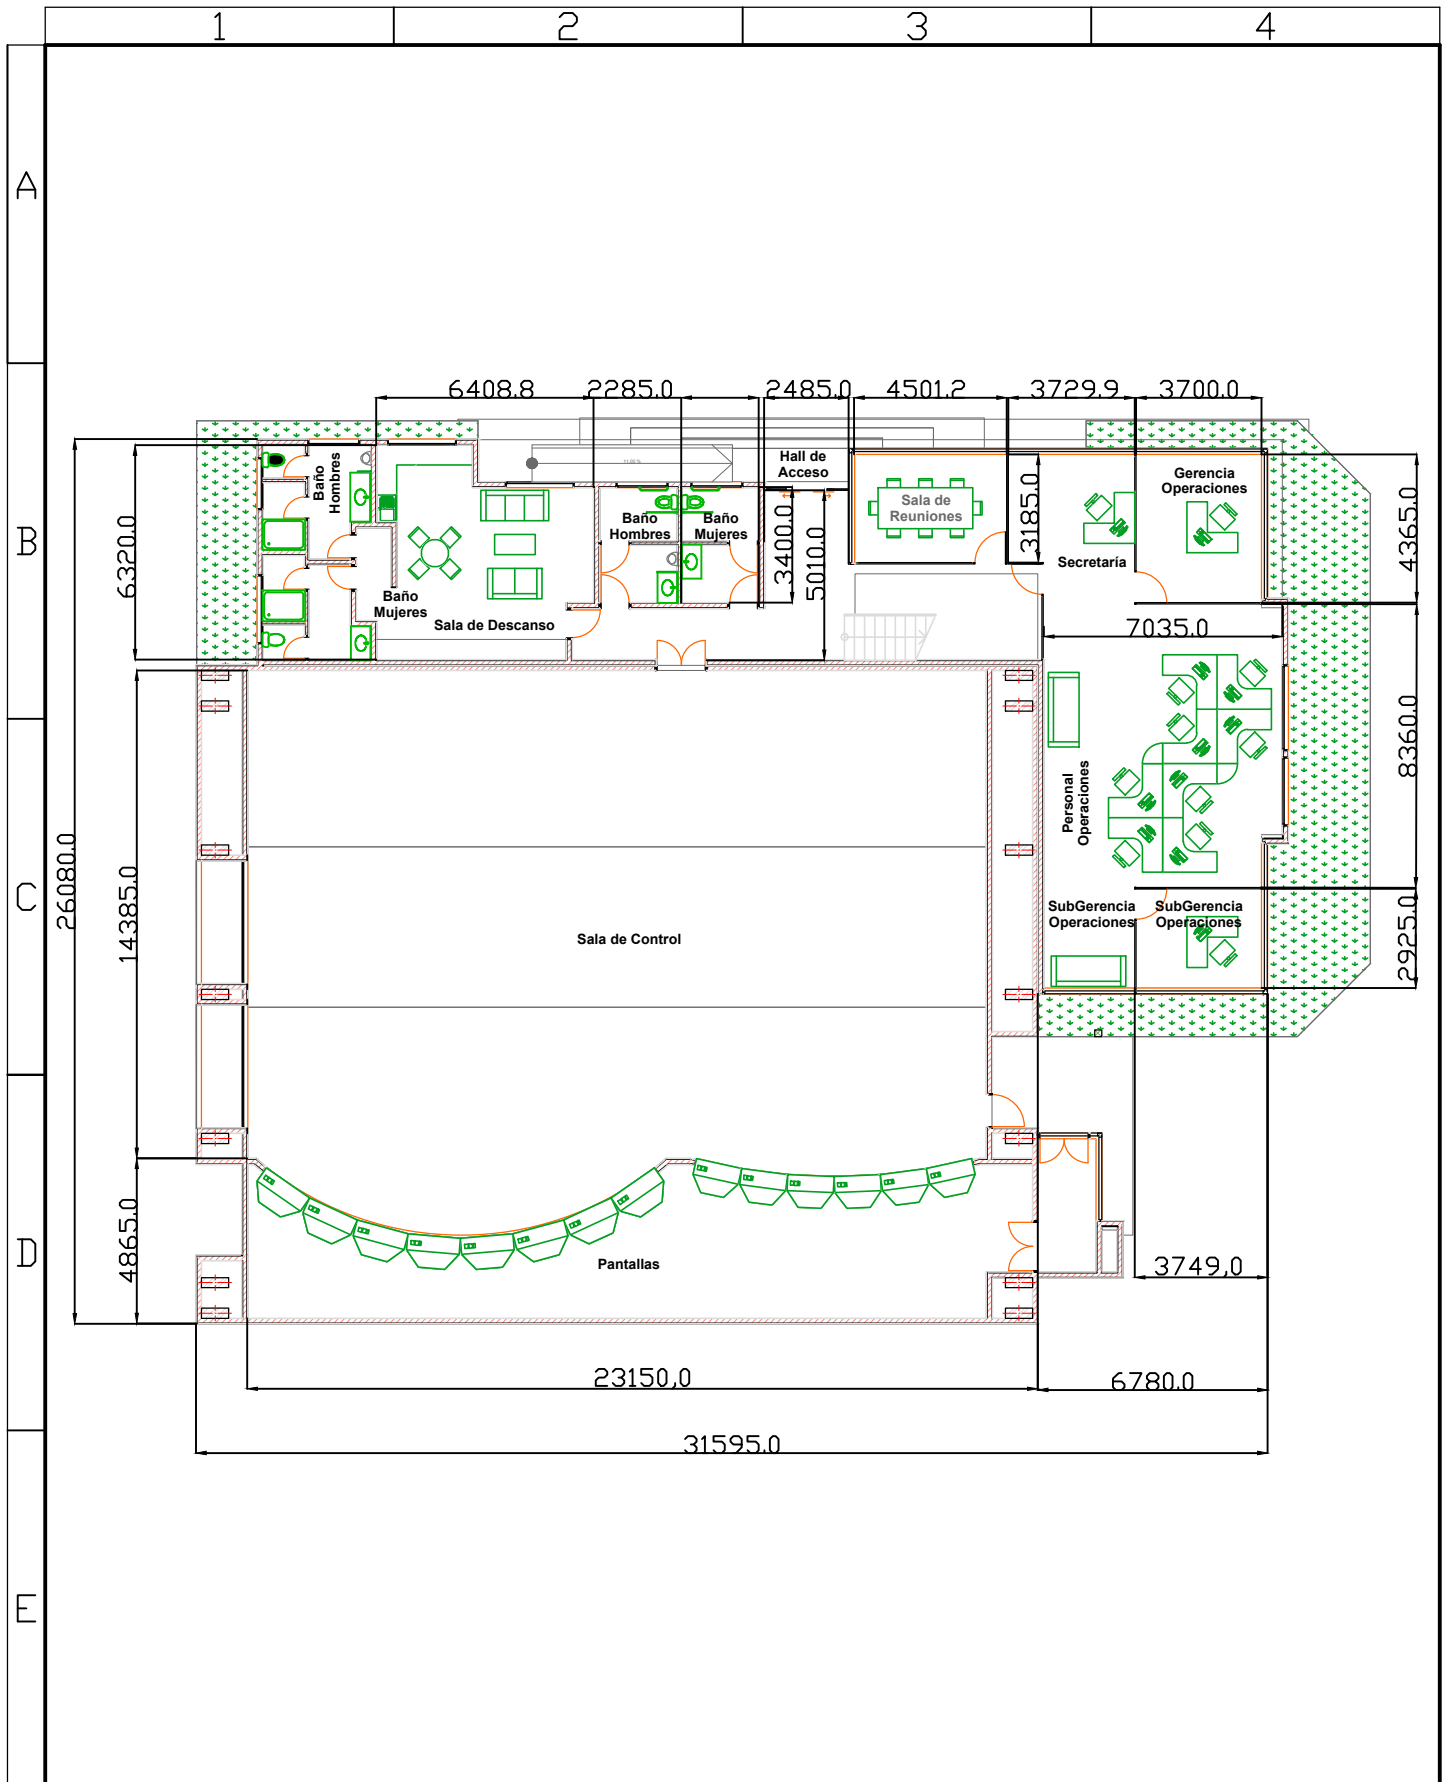 1
2
3
4
A
B
C
D
E
6408.8
2285.0
2485.0
4501.2
3729.9
3700.0
Hall de
Acceso
11.00 %
Baño
Hombres
Gerencia
Operaciones
Sala de
Reuniones
Baño
Hombres
Baño
Mujeres
3400.0
5010.0
3185.0
4365.0
6320.0
Secretaría
Baño
Mujeres
Sala de Descanso
7035.0
8360.0
Personal
Operaciones
26080.0
14385.0
SubGerencia
Operaciones
SubGerencia
Operaciones
2925.0
Sala de Control
4865.0
Pantallas
3749,0
23150,0
6780.0
31595.0